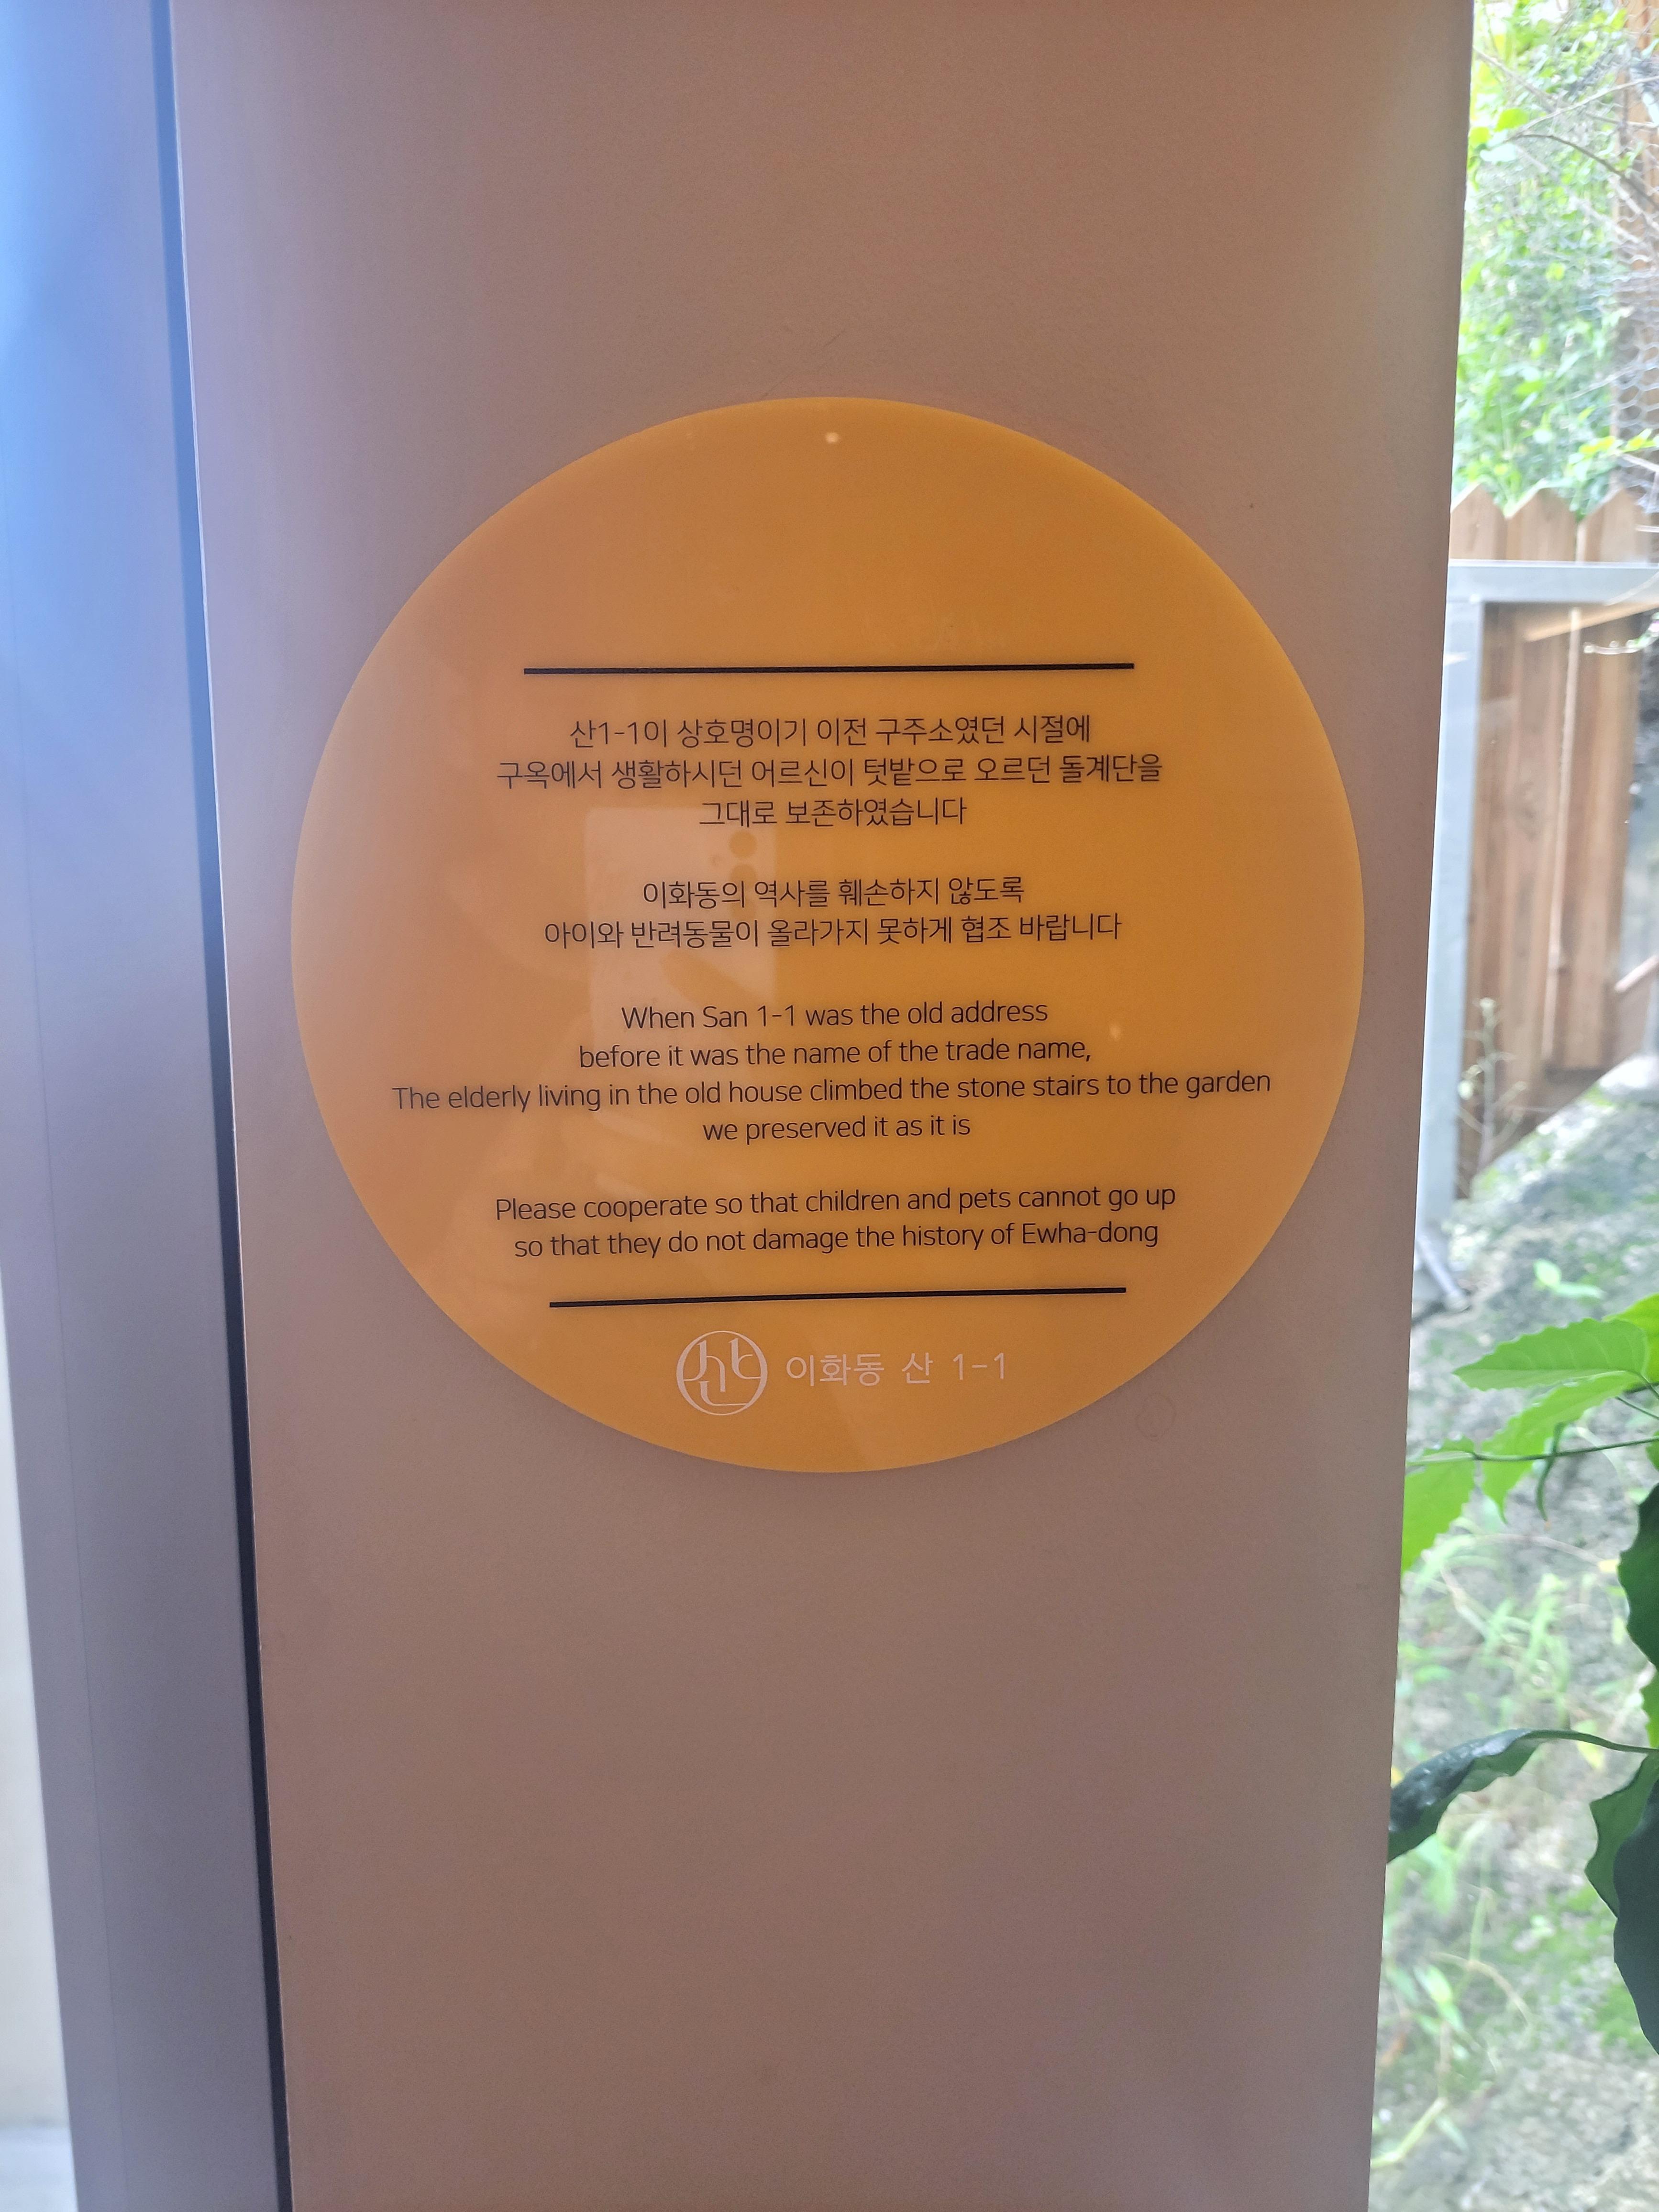 산1-1이 상호명이기 이전 구주소였던 시절에
구옥에서 생활하시던 어르신이 텃밭으로 오르던 돌계단을
그대로 보존하였습니다
이화동의 역사를 훼손하지 않도록
아이와 반려동물이 올라가지 못하게 협조 바랍니다
When San 1-1 was the old address
before it was the name of the trade name,
The elderly living in the old house climbed the stone stairs to the garden
we preserved it as it is
Please cooperate so that children and pets cannot go up
so that they do not damage the history of Ewha-dong
산 이화동 산 1-1